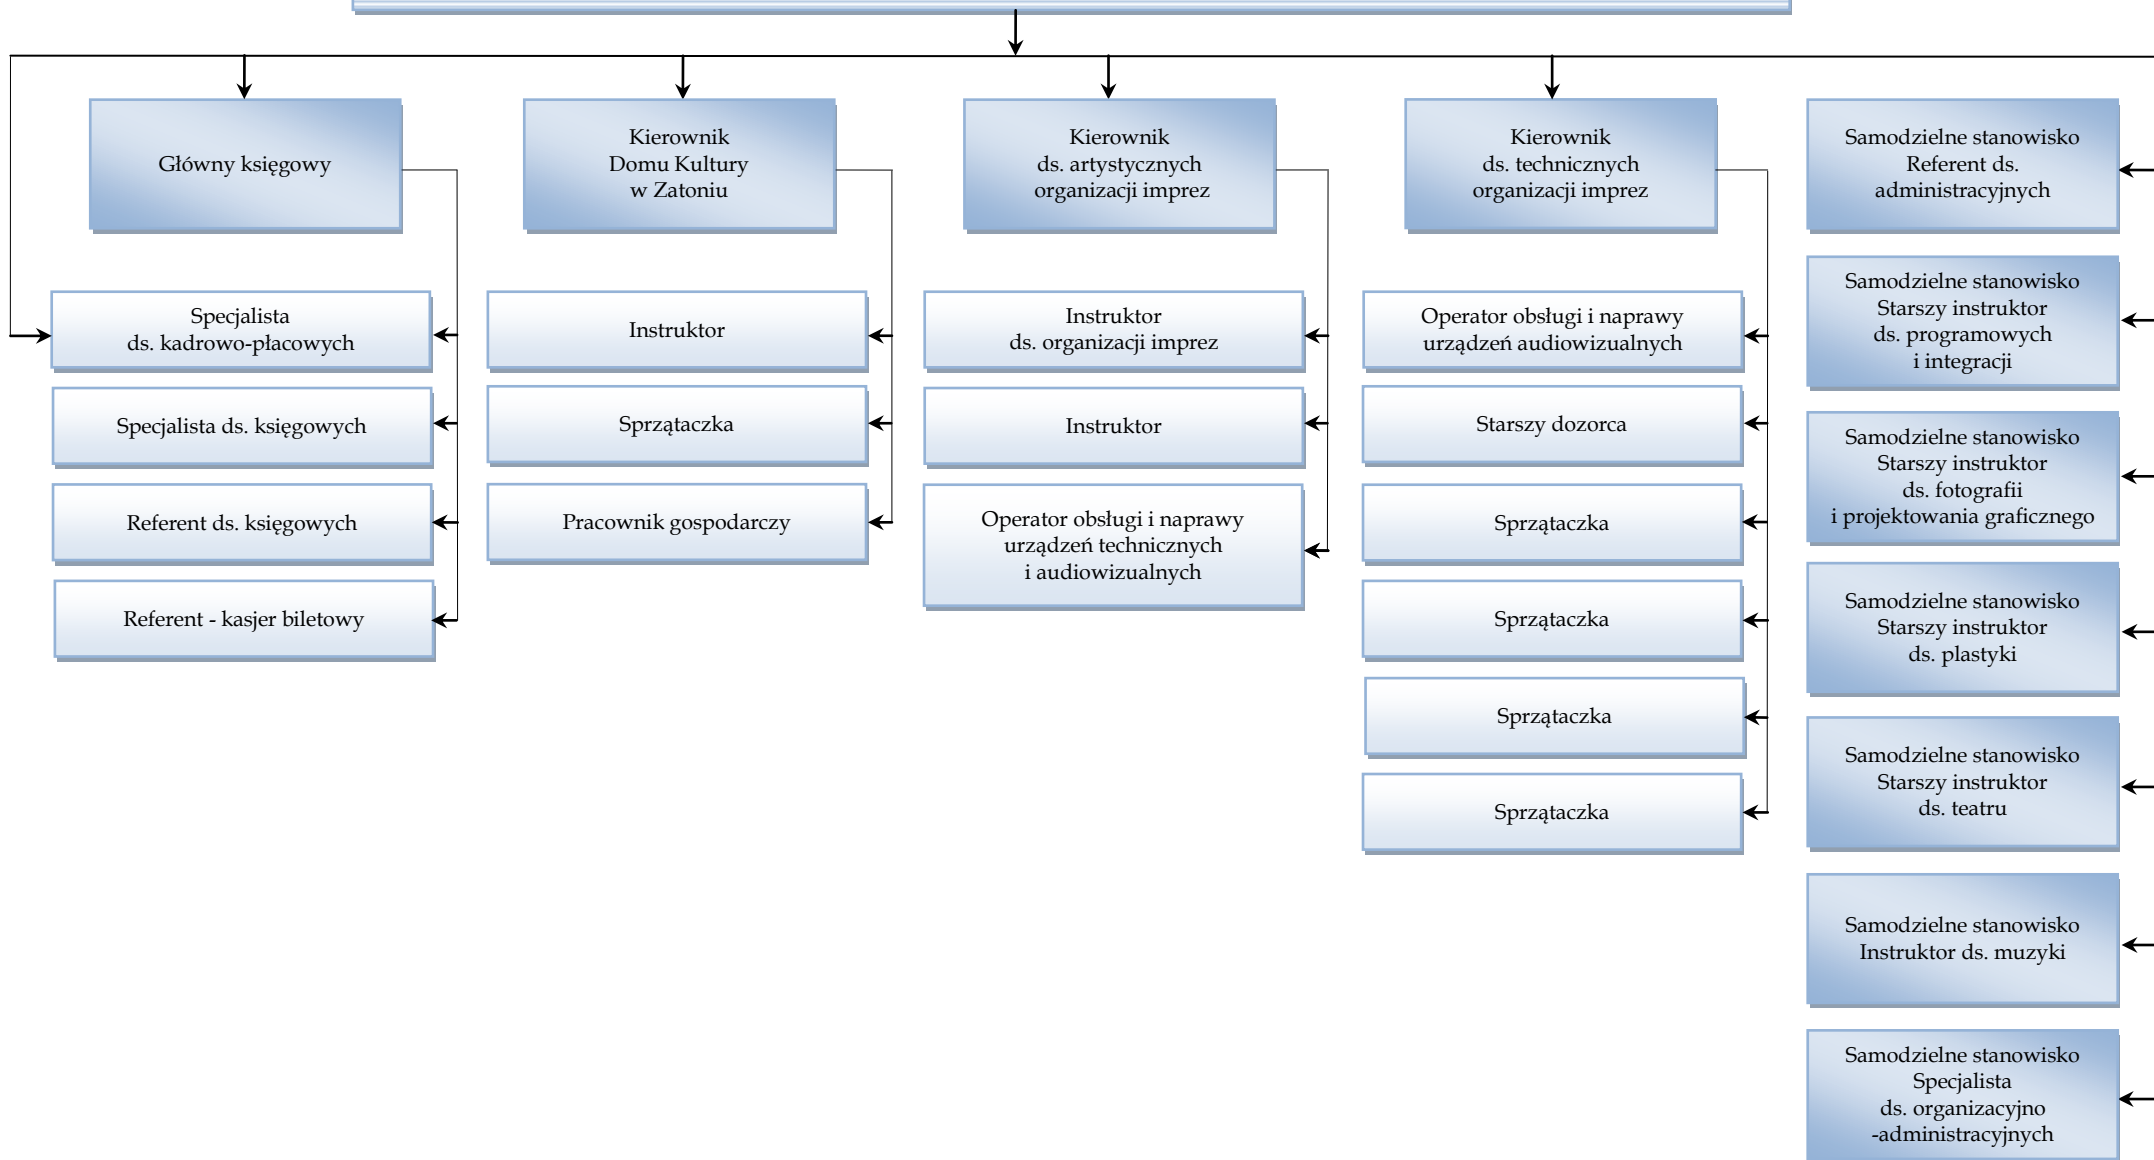 Główny księgowy
Specjalista
ds. kadrowo-płacowych
Specjalista ds. księgowych
Referent ds. księgowych
Referent - kasjer biletowy
Kierownik
Domu Kultury
w Zatoniu
Instruktor
Sprzątaczka
Pracownik gospodarczy
Kierownik
ds. artystycznych
organizacji imprez
Instruktor
ds. organizacji imprez
Instruktor
Operator obsługi i naprawy
urządzeń technicznych
i audiowizualnych
Kierownik
ds. technicznych
organizacji imprez
Operator obsługi i naprawy
urządzeń audiowizualnych
Starszy dozorca
Sprzątaczka
Sprzątaczka
Sprzątaczka
Sprzątaczka
Samodzielne stanowisko
Referent ds.
administracyjnych
Samodzielne stanowisko
Starszy instruktor
ds. programowych
i integracji
Samodzielne stanowisko
Starszy instruktor
ds. fotografii
i projektowania graficznego
Samodzielne stanowisko
Starszy instruktor
ds. plastyki
Samodzielne stanowisko
Starszy instruktor
ds. teatru
Samodzielne stanowisko
Instruktor ds. muzyki
Samodzielne stanowisko
Specjalista
ds. organizacyjno
-administracyjnych